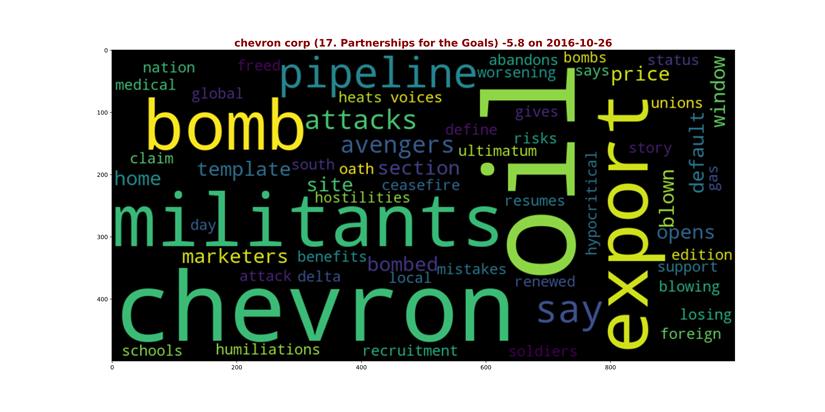 chevron corp (17. Partnerships for the Goals) -5.8 on 2016-10-26
0
100
200
300
400
0
200
400
600
800
nation
freed
pipeline
abandons
bombs
status
worsening
says
price
window
medical
global
heats
voices
gives
unions
bomb
attacks
define
oil
export
avengers
risks
story
default
claim
ultimatum
template
south
oath
section
gas
home
site
ceasefire
hypocritical
blown
hostilities
resumes
militants
day
opens
marketers
benefits
bombed
mistakes
edition
support
attack
delta
local
renewed
blowing
chevron
say
losing
foreign
schools
humiliations
recruitment
soldiers